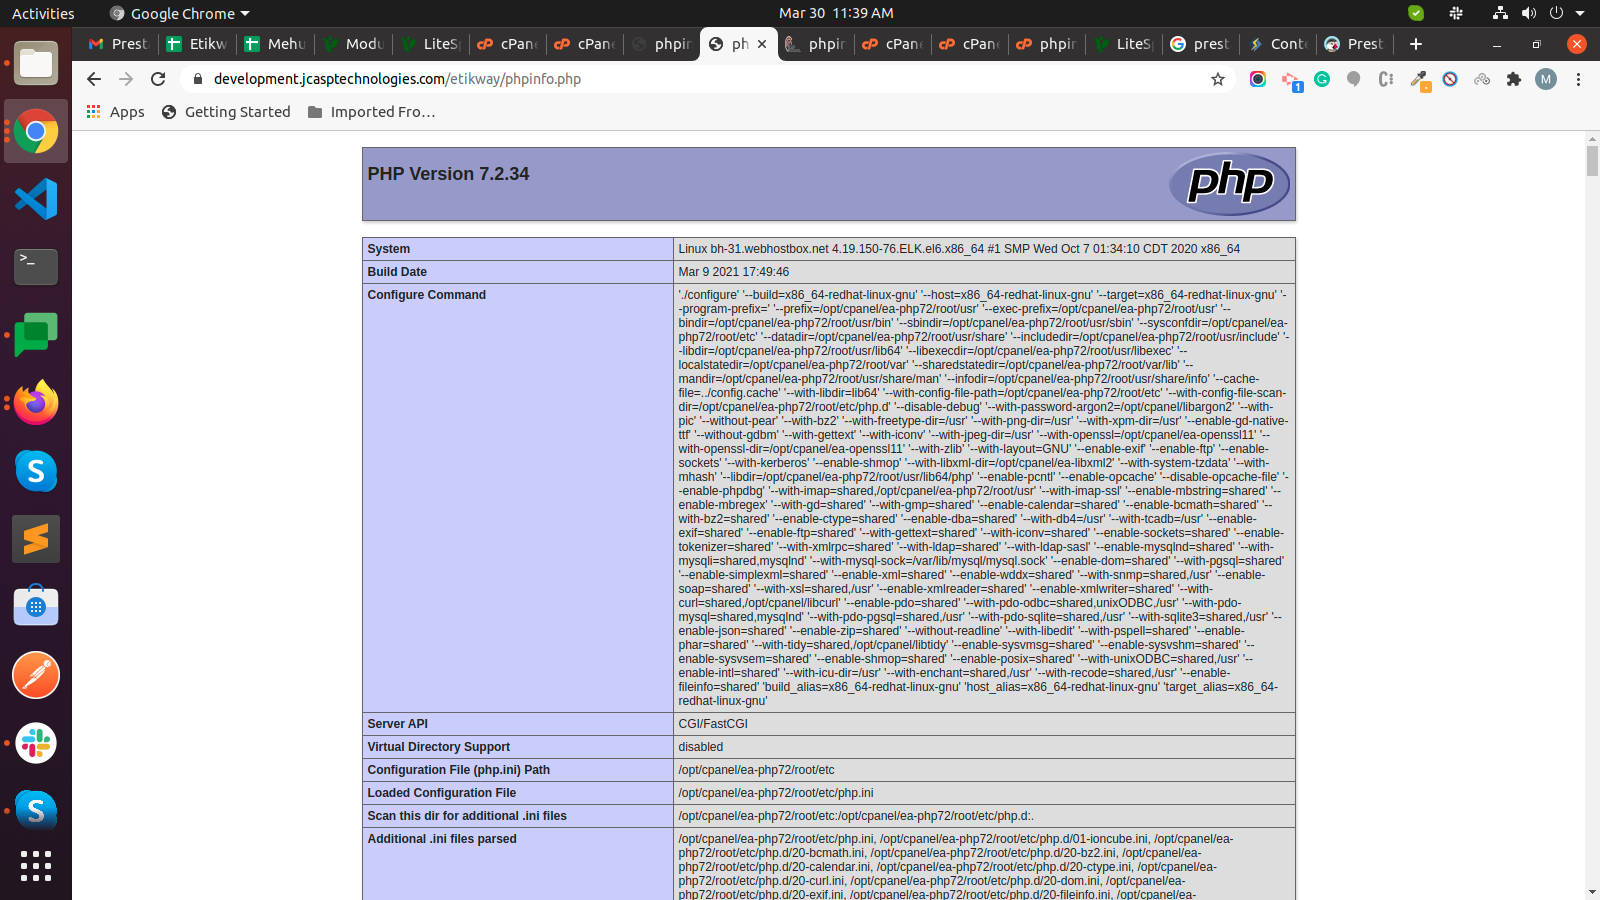 Activities
Google Chrome
Mar 30 11:39 AM
Prest
Etikw
Mehu
Modu
LiteSp
cPane
cPane
phpin
ph
phpin
cPane
cPane
phpin
LiteSp
prest
Conte
Prest
development.jcasptechnologies.com/etikway/phpinfo.php
1
M
Apps
Getting Started
Imported Fro…
PHP Version 7.2.34
php
System
Linux bh-31.webhostbox.net 4.19.150-76.ELK.el6.x86_64 #1 SMP Wed Oct 7 01:34:10 CDT 2020 x86_64
Build Date
Mar 9 2021 17:49:46
Configure Command
'./configure' '--build=x86_64-redhat-linux-gnu' '--host=x86_64-redhat-linux-gnu' '--target=x86_64-redhat-linux-gnu' '-
-program-prefix=' '--prefix=/opt/cpanel/ea-php72/root/usr' '--exec-prefix=/opt/cpanel/ea-php72/root/usr' '--
bindir=/opt/cpanel/ea-php72/root/usr/bin' '--sbindir=/opt/cpanel/ea-php72/root/usr/sbin' '--sysconfdir=/opt/cpanel/ea-
php72/root/etc' '--datadir=/opt/cpanel/ea-php72/root/usr/share' '--includedir=/opt/cpanel/ea-php72/root/usr/include' '-
-libdir=/opt/cpanel/ea-php72/root/usr/lib64' '--libexecdir=/opt/cpanel/ea-php72/root/usr/libexec' '--
localstatedir=/opt/cpanel/ea-php72/root/var' '--sharedstatedir=/opt/cpanel/ea-php72/root/var/lib' '--
mandir=/opt/cpanel/ea-php72/root/usr/share/man' '--infodir=/opt/cpanel/ea-php72/root/usr/share/info' '--cache-
file=../config.cache' '--with-libdir=lib64' '--with-config-file-path=/opt/cpanel/ea-php72/root/etc' '--with-config-file-scan-
dir=/opt/cpanel/ea-php72/root/etc/php.d' '--disable-debug' '--with-password-argon2=/opt/cpanel/libargon2' '--with-
pic' '--without-pear' '--with-bz2' '--with-freetype-dir=/usr' '--with-png-dir=/usr' '--with-xpm-dir=/usr' '--enable-gd-native-
ttf' '--without-gdbm' '--with-gettext' '--with-iconv' '--with-jpeg-dir=/usr' '--with-openssl=/opt/cpanel/ea-openssl11' '--
with-openssl-dir=/opt/cpanel/ea-openssl11' '--with-zlib' '--with-layout=GNU' '--enable-exif' '--enable-ftp' '--enable-
sockets' '--with-kerberos' '--enable-shmop' '--with-libxml-dir=/opt/cpanel/ea-libxml2' '--with-system-tzdata' '--with-
mhash' '--libdir=/opt/cpanel/ea-php72/root/usr/lib64/php' '--enable-pcntl' '--enable-opcache' '--disable-opcache-file' '-
-enable-phpdbg' '--with-imap=shared,/opt/cpanel/ea-php72/root/usr' '--with-imap-ssl' '--enable-mbstring=shared' '--
enable-mbregex' '--with-gd=shared' '--with-gmp=shared' '--enable-calendar=shared' '--enable-bcmath=shared' '--
with-bz2=shared' '--enable-ctype=shared' '--enable-dba=shared' '--with-db4=/usr' '--with-tcadb=/usr' '--enable-
exif=shared' '--enable-ftp=shared' '--with-gettext=shared' '--with-iconv=shared' '--enable-sockets=shared' '--enable-
tokenizer=shared' '--with-xmlrpc=shared' '--with-ldap=shared' '--with-ldap-sasl' '--enable-mysqlnd=shared' '--with-
mysqli=shared,mysqlnd' '--with-mysql-sock=/var/lib/mysql/mysql.sock' '--enable-dom=shared' '--with-pgsql=shared'
'--enable-simplexml=shared' '--enable-xml=shared' '--enable-wddx=shared' '--with-snmp=shared,/usr' '--enable-
soap=shared' '--with-xsl=shared,/usr' '--enable-xmlreader=shared' '--enable-xmlwriter=shared' '--with-
curl=shared,/opt/cpanel/libcurl' '--enable-pdo=shared' '--with-pdo-odbc=shared,unixODBC,/usr' '--with-pdo-
mysql=shared,mysqlnd' '--with-pdo-pgsql=shared,/usr' '--with-pdo-sqlite=shared,/usr' '--with-sqlite3=shared,/usr' '--
enable-json=shared' '--enable-zip=shared' '--without-readline' '--with-libedit' '--with-pspell=shared' '--enable-
phar=shared' '--with-tidy=shared,/opt/cpanel/libtidy' '--enable-sysvmsg=shared' '--enable-sysvshm=shared' '--
enable-sysvsem=shared' '--enable-shmop=shared' '--enable-posix=shared' '--with-unixODBC=shared,/usr' '--
enable-intl=shared' '--with-icu-dir=/usr' '--with-enchant=shared,/usr' '--with-recode=shared,/usr' '--enable-
fileinfo=shared' 'build_alias=x86_64-redhat-linux-gnu' 'host_alias=x86_64-redhat-linux-gnu' 'target_alias=x86_64-
redhat-linux-gnu'
Server API
CGI/FastCGI
Virtual Directory Support
disabled
Configuration File (php.ini) Path
/opt/cpanel/ea-php72/root/etc
Loaded Configuration File
/opt/cpanel/ea-php72/root/etc/php.ini
Scan this dir for additional .ini files
/opt/cpanel/ea-php72/root/etc:/opt/cpanel/ea-php72/root/etc/php.d:.
Additional .ini files parsed
/opt/cpanel/ea-php72/root/etc/php.ini, /opt/cpanel/ea-php72/root/etc/php.d/01-ioncube.ini, /opt/cpanel/ea-
php72/root/etc/php.d/20-bcmath.ini, /opt/cpanel/ea-php72/root/etc/php.d/20-bz2.ini, /opt/cpanel/ea-
php72/root/etc/php.d/20-calendar.ini, /opt/cpanel/ea-php72/root/etc/php.d/20-ctype.ini, /opt/cpanel/ea-
php72/root/etc/php.d/20-curl.ini, /opt/cpanel/ea-php72/root/etc/php.d/20-dom.ini, /opt/cpanel/ea-
php72/root/etc/php.d/20-exif.ini, /opt/cpanel/ea-php72/root/etc/php.d/20-fileinfo.ini, /opt/cpanel/ea-